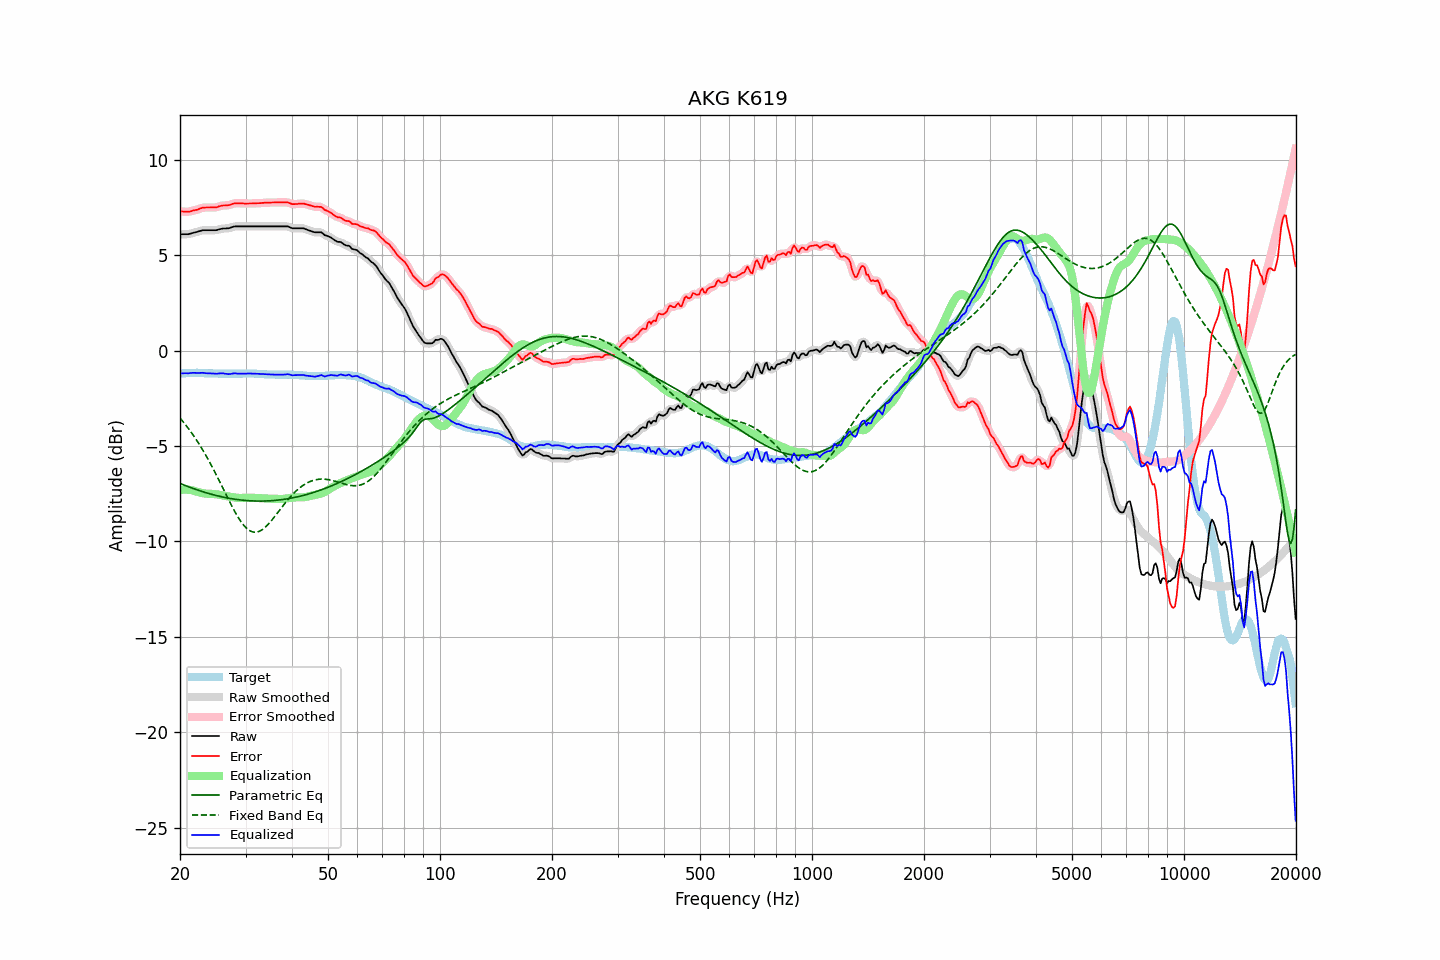 AKG K619
Amplitude (dBr)
10
5
0
−5
−10
−15
−20
−25
Target
Raw Smoothed
Error Smoothed
Raw
Error
Equalization
Parametric Eq
Fixed Band Eq
Equalized
20 50 100 200 500 1000 2000 5000 10000 20000
Frequency (Hz)